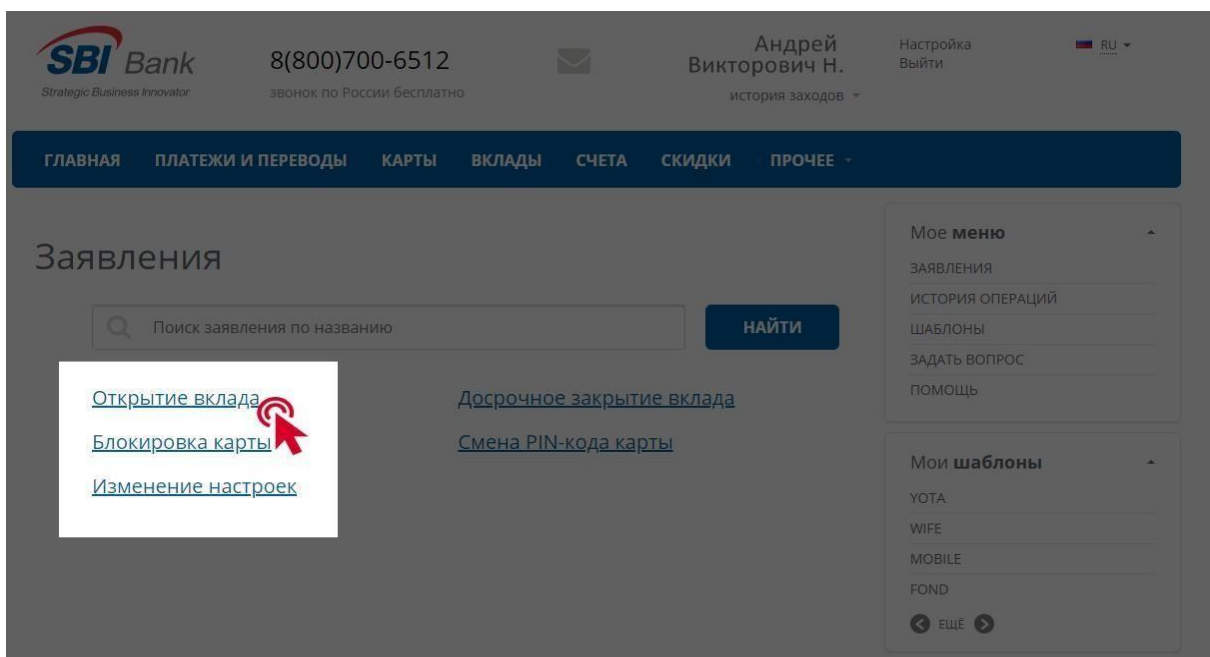 SBI Bank
Strategic Business Innovator
8(800)700-6512
звонок по России бесплатно
Андрей
Викторович Н.
история заходов
Настройка
Выйти
RU
ГЛАВНАЯ ПЛАТЕЖИ И ПЕРЕВОДЫ КАРТЫ ВКЛАДЫ СЧЕТА СКИДКИ ПРОЧЕЕ
Заявления
Поиск заявления по названию
НАЙТИ
Открытие вклада
Досрочное закрытие вклада
Блокировка карты
Смена PIN-кода карты
Изменение настроек
Мое меню
ЗАЯВЛЕНИЯ
ИСТОРИЯ ОПЕРАЦИЙ
ШАБЛОНЫ
ЗАДАТЬ ВОПРОС
ПОМОЩЬ
Мои шаблоны
YOTA
WIFE
MOBILE
FOND
ЕЩЁ